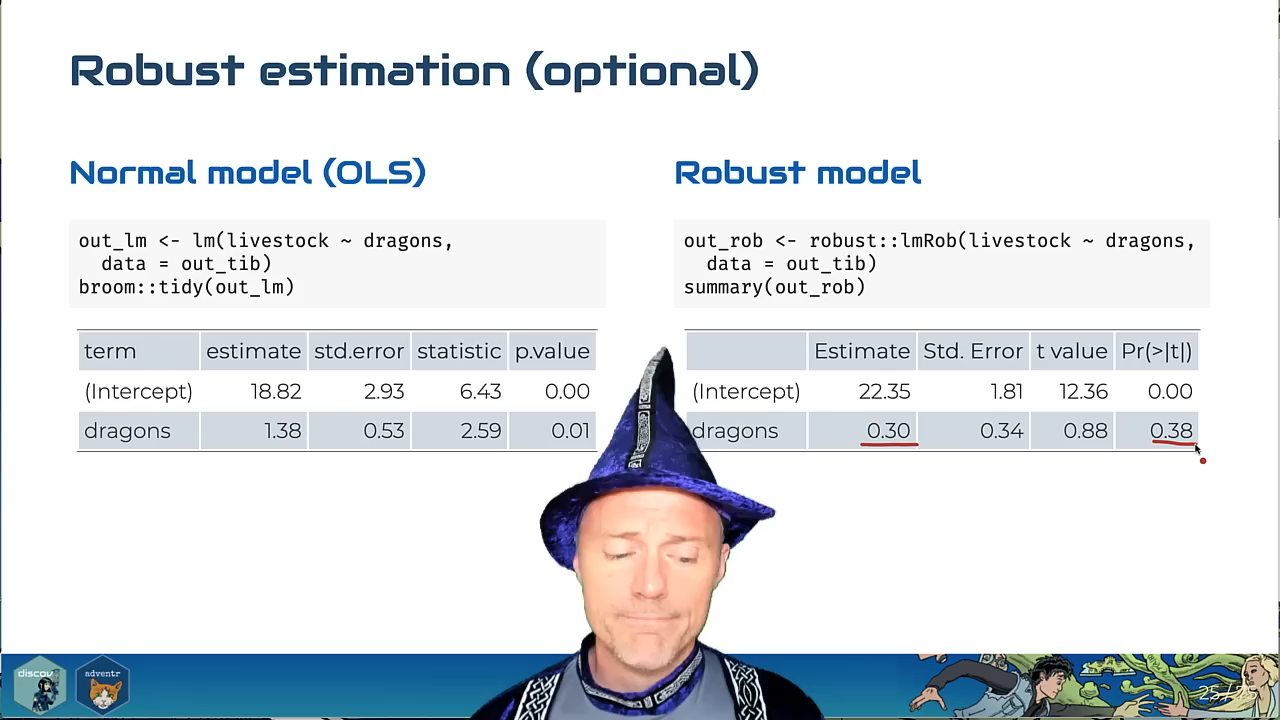 Robust estimation (optional)
Normal model (OLS)
out_lm <- lm(livestock ~ dragons,
data = out_tib)
broom::tidy(out_lm)
term estimate std.error statistic p.value
(Intercept) 18.82 2.93 6.43 0.00
dragons 1.38 0.53 2.59 0.01
Robust model
out_rob <- robust::lmRob(livestock ~ dragons,
data = out_tib)
summary(out_rob)
Estimate Std. Error t value Pr(>|t|)
(Intercept) 22.35 1.81 12.36 0.00
dragons 0.30 0.34 0.88 0.38
discov
adventr
25/25